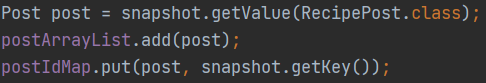 Post post = snapshot.getValue(RecipePost.class);
postArrayList.add(post);
postIdMap.put(post, snapshot.getKey());